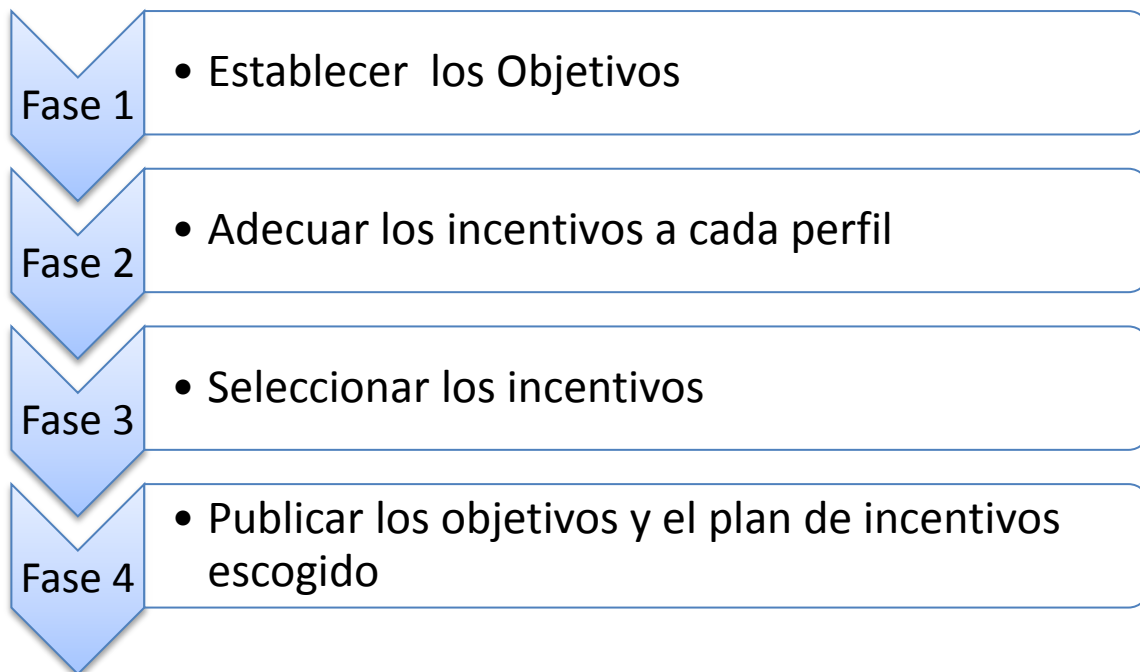 Fase 1
• Establecer  los Objetivos
Fase 2
• Adecuar los incentivos a cada perfil
Fase 3
• Seleccionar los incentivos
Fase 4
• Publicar los objetivos y el plan de incentivos
escogido